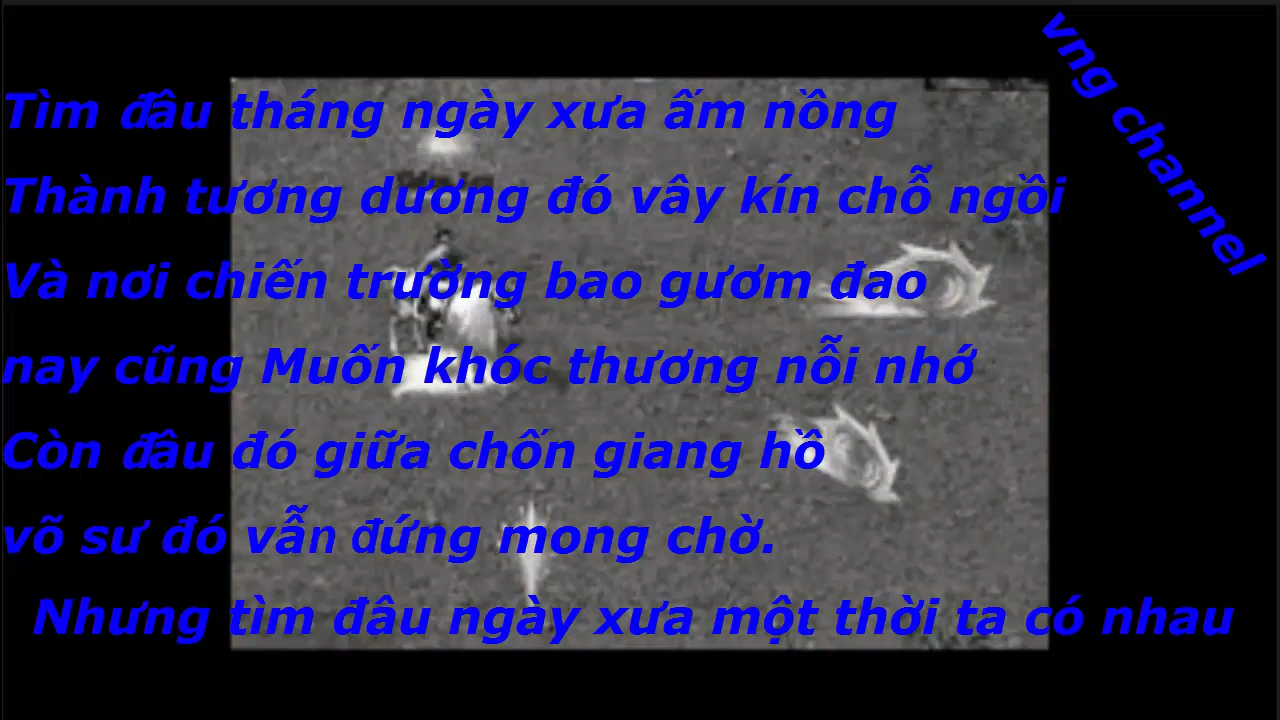 Tìm đâu tháng ngày xưa ấm nồng
Thành tương dương đó vây kín chỗ ngồi
Và nơi chiến trường bao gươm đao
nay cũng Muốn khóc thương nỗi nhớ
Còn đâu đó giữa chốn giang hồ
võ sư đó vẫn đứng mong chờ.
Nhưng tìm đâu ngày xưa một thời ta có nhau
vng channel